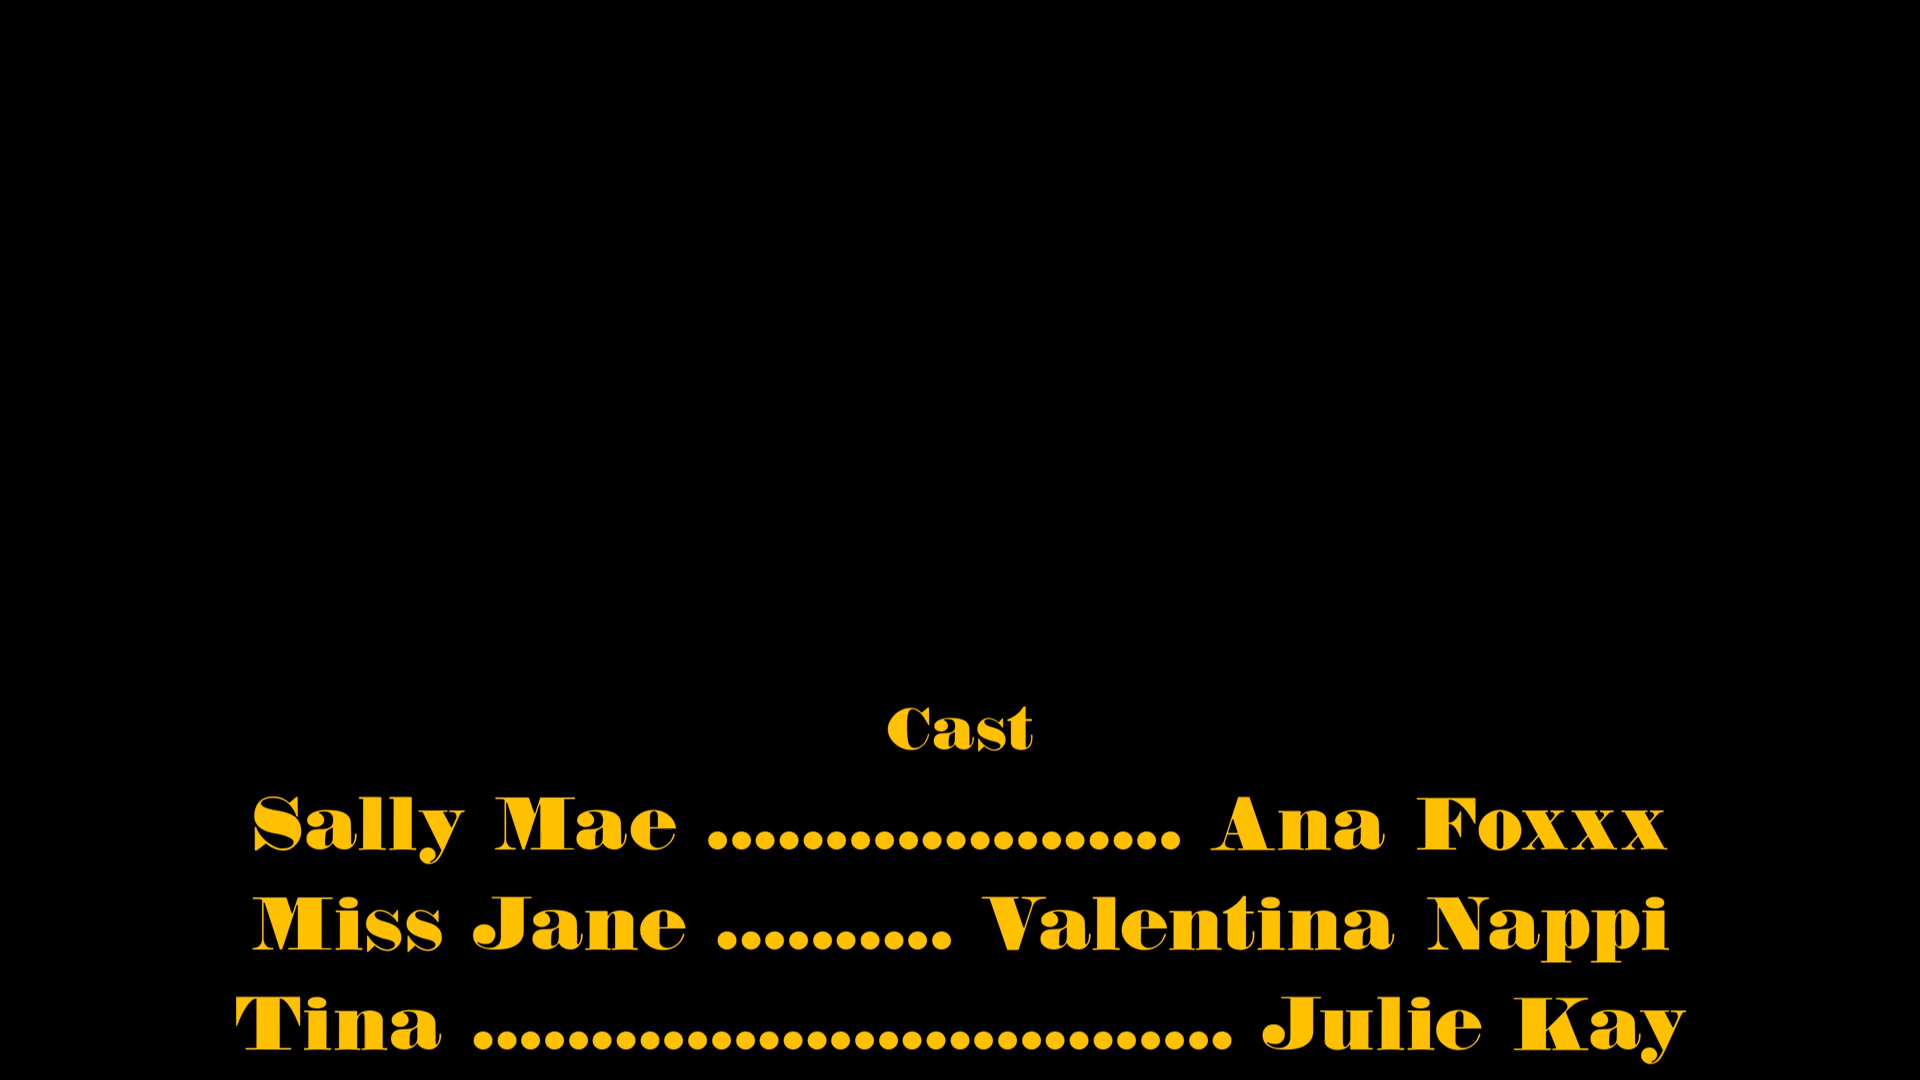 Cast
Sally Mae .................... Ana Foxxx
Miss Jane .......... Valentina Nappi
Tina ................................ Julie Kay